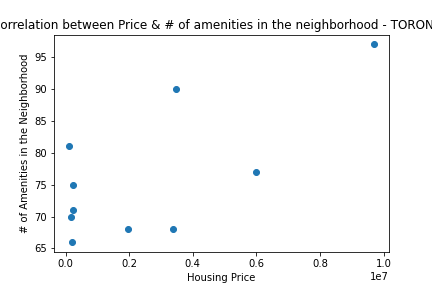 orrelation between Price & # of amenities in the neighborhood - TORON
95
90
85
80
75
70
65
# of Amenities in the Neighborhood
0.0 0.2 0.4 0.6 0.8 1.0
1e7
Housing Price